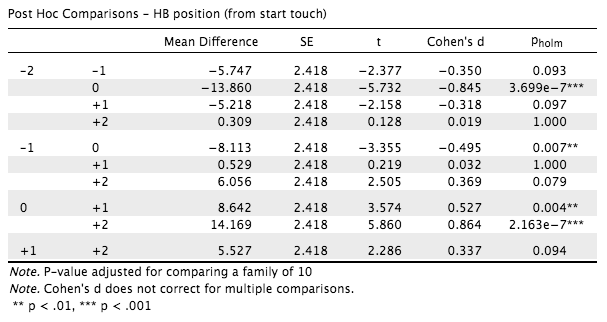 Post Hoc Comparisons – HB position (from start touch)
Mean Difference SE t Cohen's d pholm
−2 −1 −5.747 2.418 −2.377 −0.350 0.093
0 −13.860 2.418 −5.732 −0.845 3.699e−7***
+1 −5.218 2.418 −2.158 −0.318 0.097
+2 0.309 2.418 0.128 0.019 1.000
−1 0 −8.113 2.418 −3.355 −0.495 0.007**
+1 0.529 2.418 0.219 0.032 1.000
+2 6.056 2.418 2.505 0.369 0.079
0 +1 8.642 2.418 3.574 0.527 0.004**
+2 14.169 2.418 5.860 0.864 2.163e−7***
+1 +2 5.527 2.418 2.286 0.337 0.094
Note. P-value adjusted for comparing a family of 10
Note. Cohen's d does not correct for multiple comparisons.
** p < .01, *** p < .001